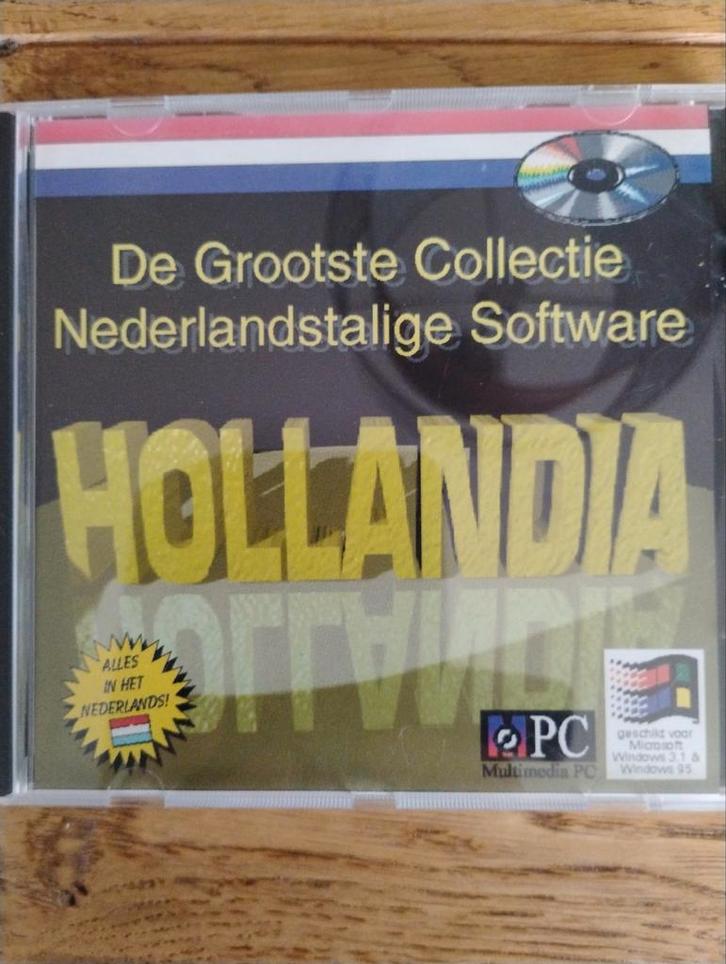 De Grootste Collectie
Nederlandstalige Software
HOLLANDIA
ALLES
IN HET
NEDERLANDS!
MPC
Multimedia PC
geschikt voor
Microsoft
Windows 3.1 &
Windows 95